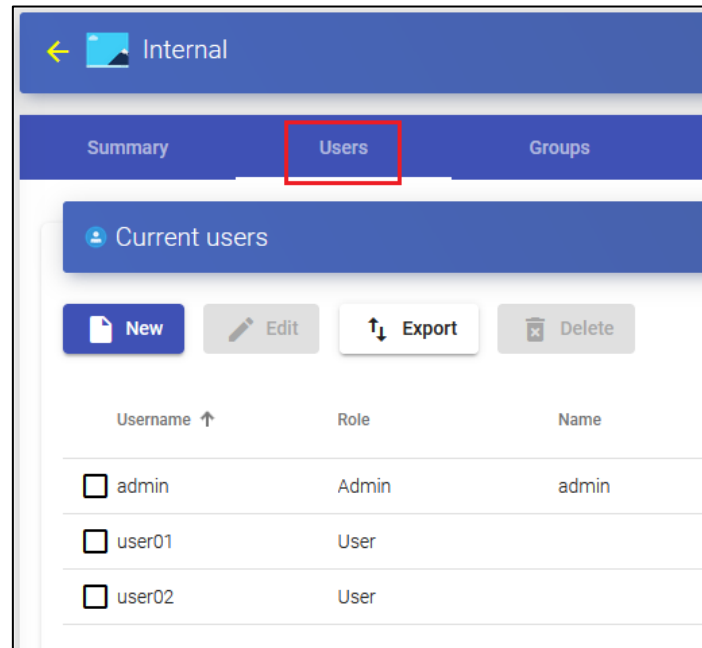 Internal
Summary Users Groups
Current users
New Edit Export Delete
Username Role Name
admin Admin admin
user01 User
user02 User